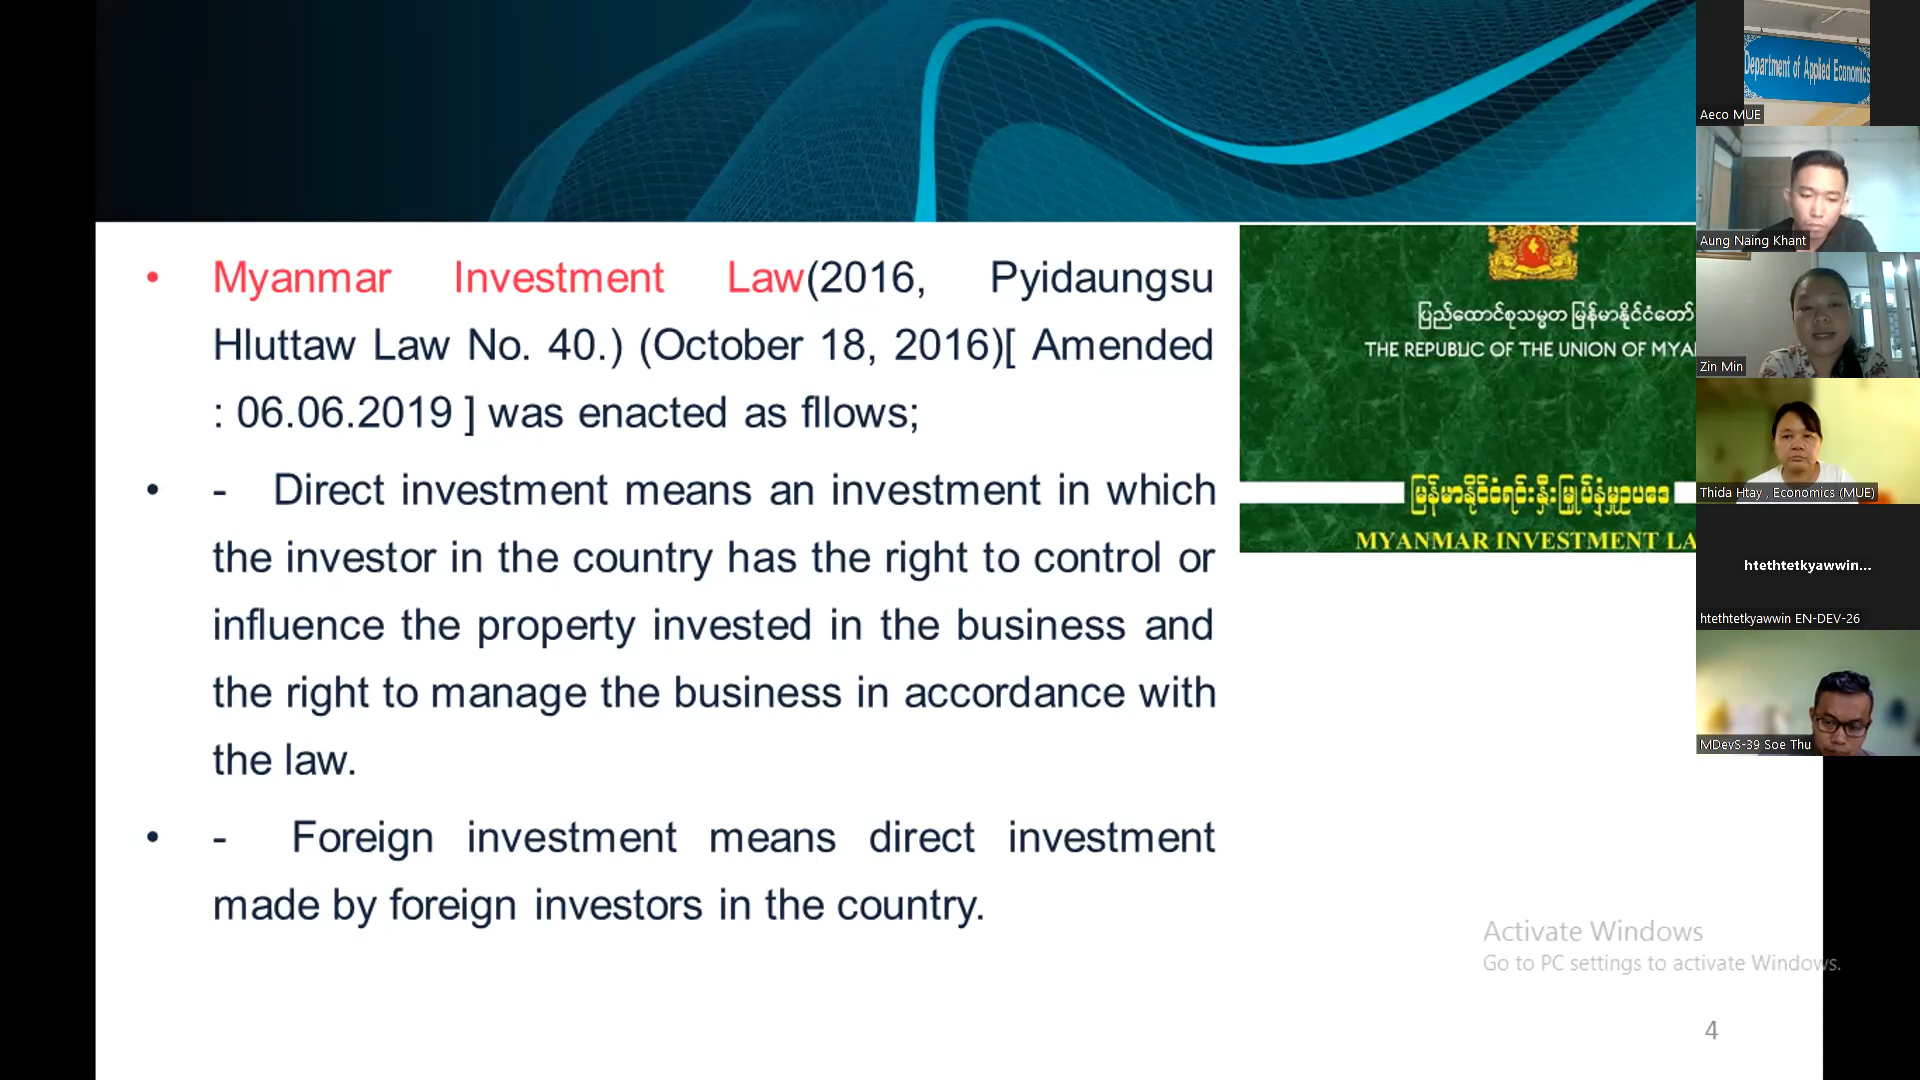 • Myanmar Investment Law(2016, Pyidaungsu
Hluttaw Law No. 40.) (October 18, 2016)[ Amended
: 06.06.2019 ] was enacted as fllows;
• - Direct investment means an investment in which
the investor in the country has the right to control or
influence the property invested in the business and
the right to manage the business in accordance with
the law.
• - Foreign investment means direct investment
made by foreign investors in the country.
ပြည်ထောင်စုသမ္မတ မြန်မာနိုင်ငံတော်
THE REPUBLIC OF THE UNION OF MYA
မြန်မာနိုင်ငံရင်းနှီးမြှုပ်နှံမှုဥပဒေ
MYANMAR INVESTMENT LA
Activate Windows
Go to PC settings to activate Windows.
4
Department of Applied Economics
Aeco MUE
Aung Naing Khant
Zin Min
Thida Htay , Economics (MUE)
htethtetkyawwin...
htethtetkyawwin EN-DEV-26
MDevS-39 Soe Thu